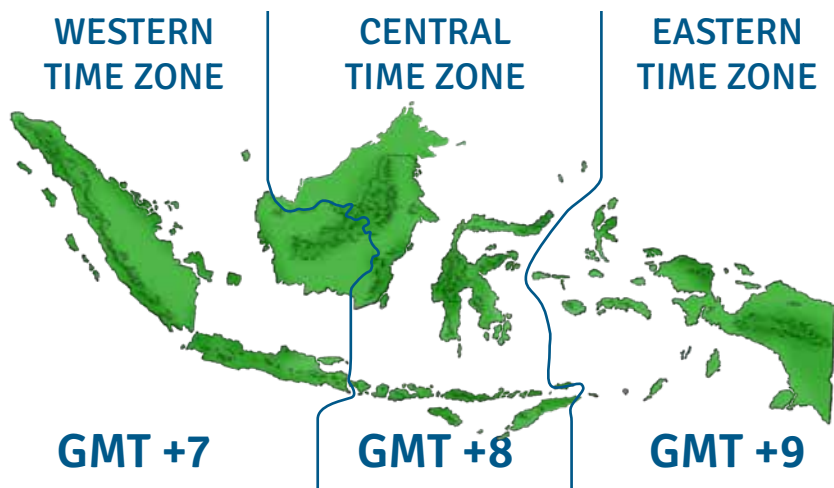 WESTERN
TIME ZONE
CENTRAL
TIME ZONE
EASTERN
TIME ZONE
GMT +7
GMT +8
GMT +9